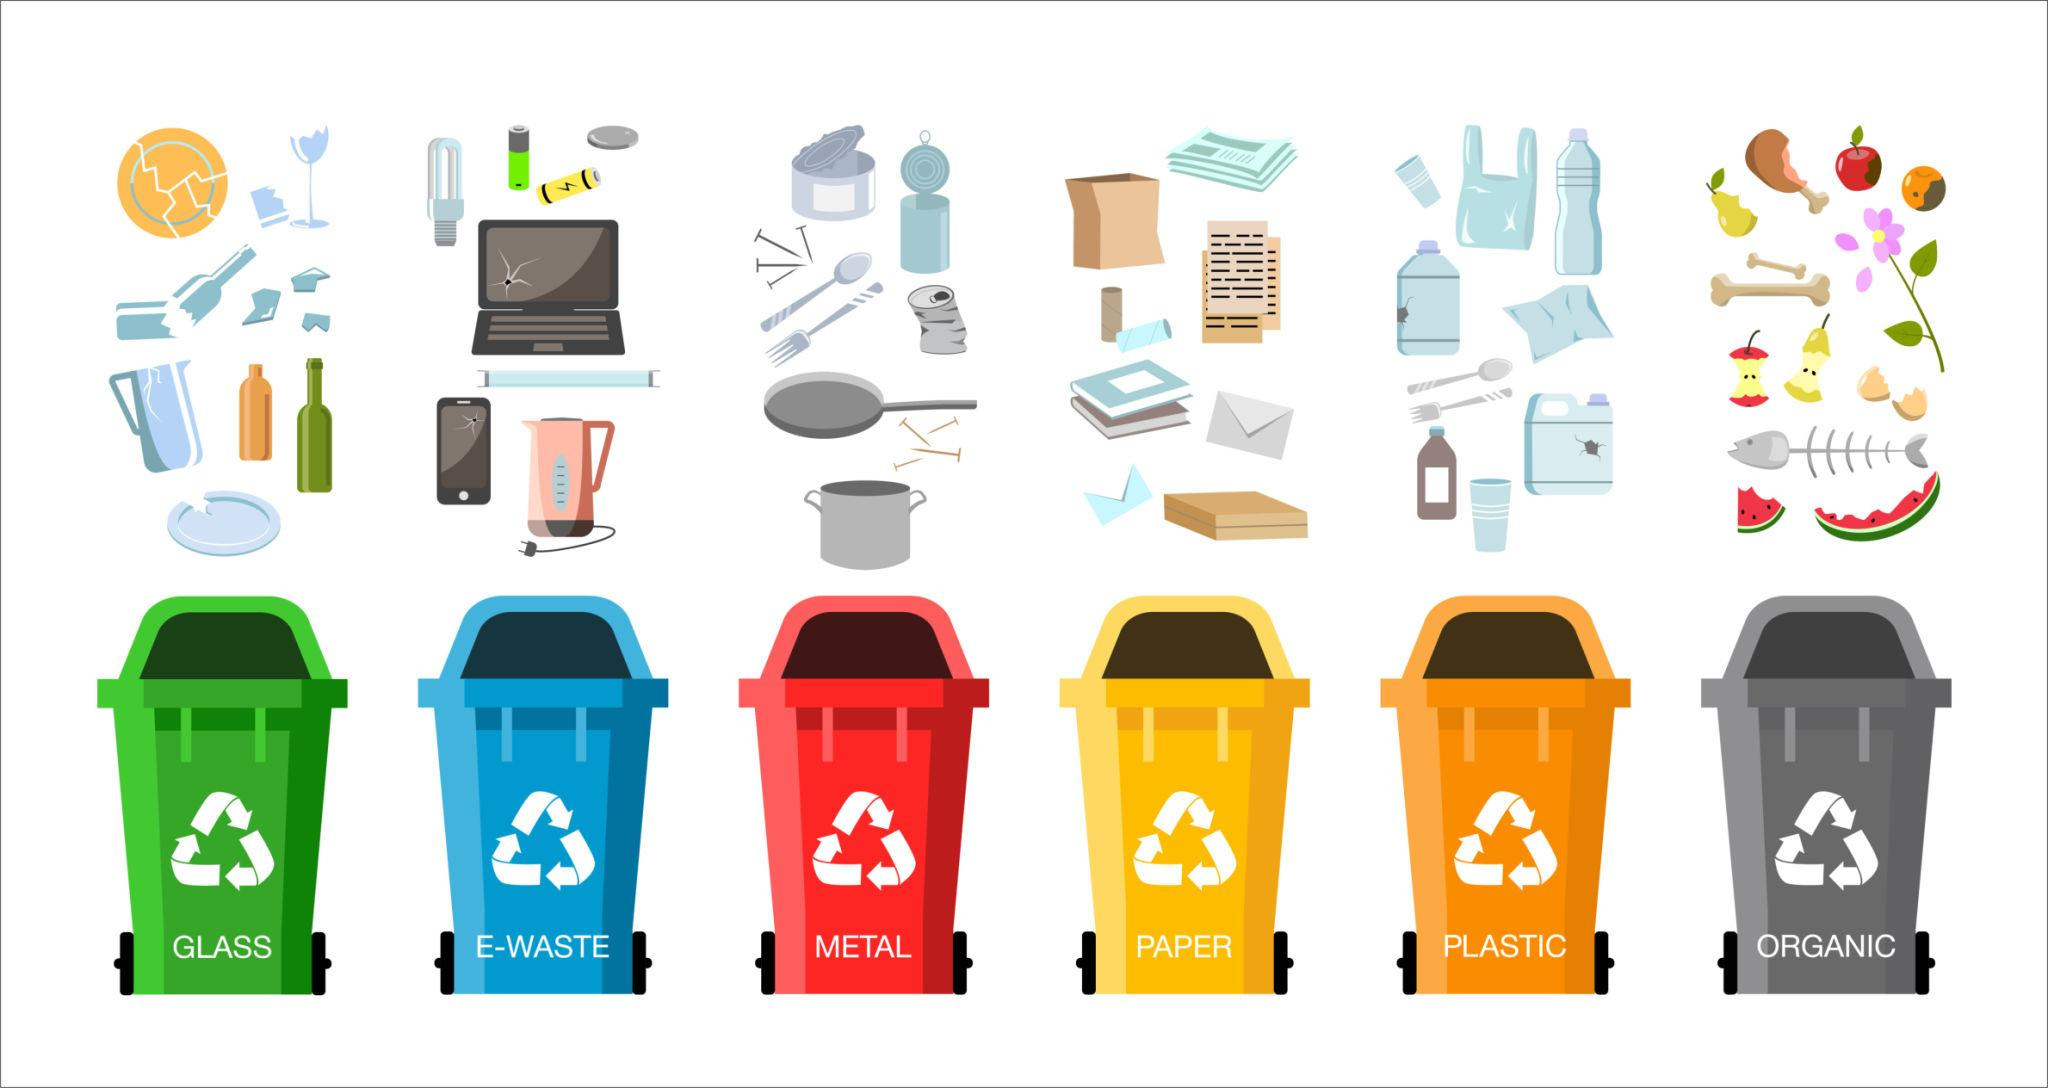 GLASS
E-WASTE
METAL
PAPER
PLASTIC
ORGANIC